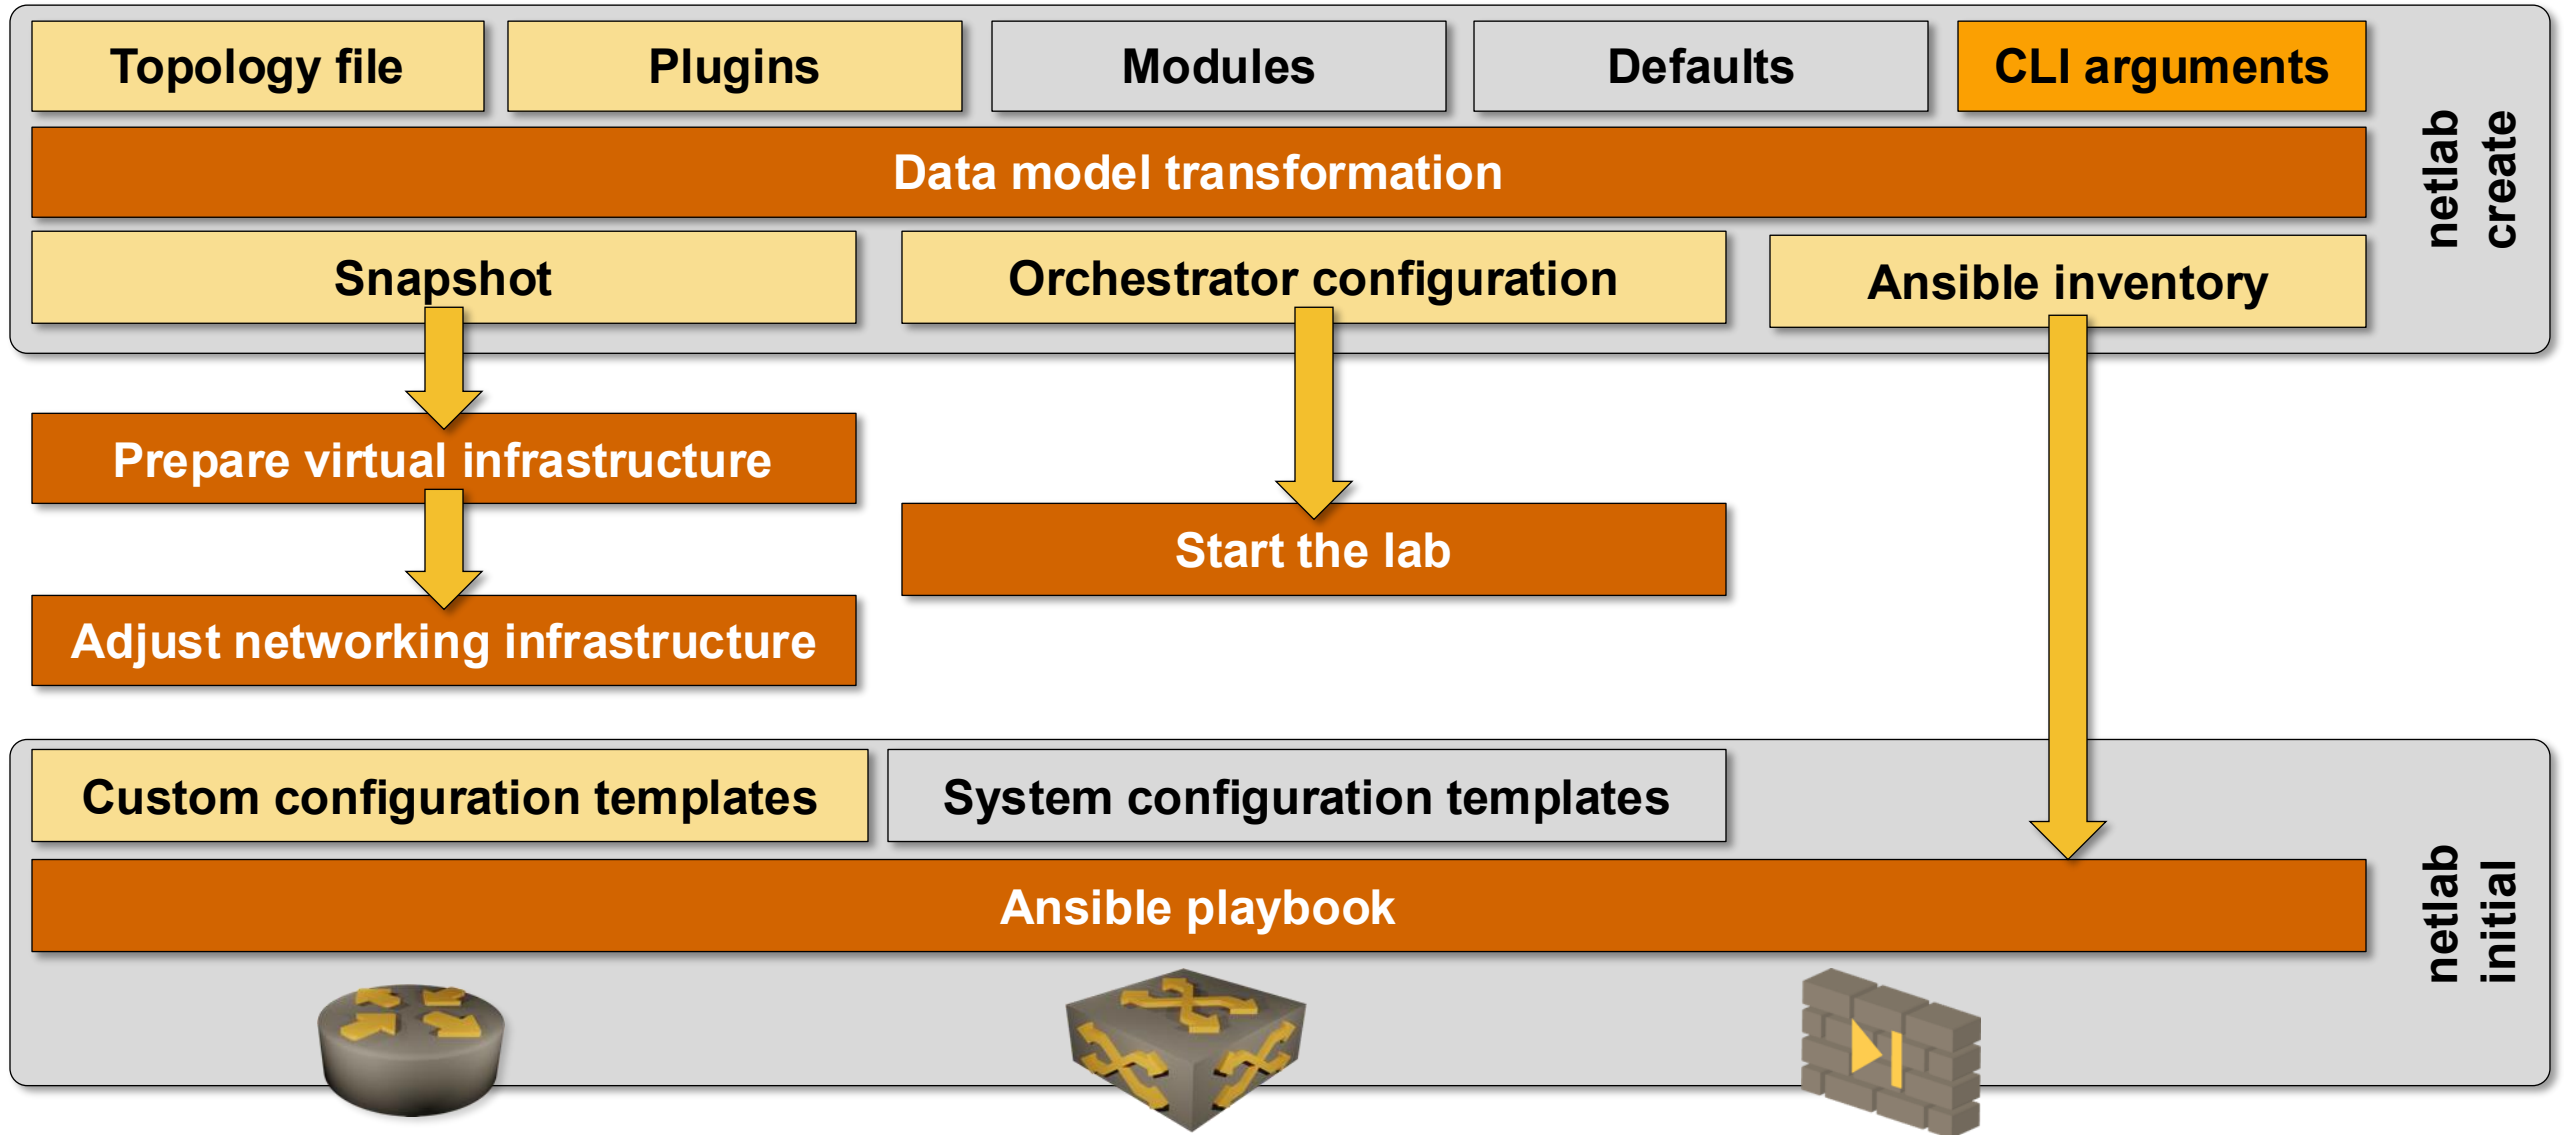 Topology file
Plugins
Modules
Defaults
CLI arguments
Data model transformation
netlab
create
Snapshot
Orchestrator configuration
Ansible inventory
Prepare virtual infrastructure
Start the lab
Adjust networking infrastructure
Custom configuration templates
System configuration templates
Ansible playbook
netlab
initial